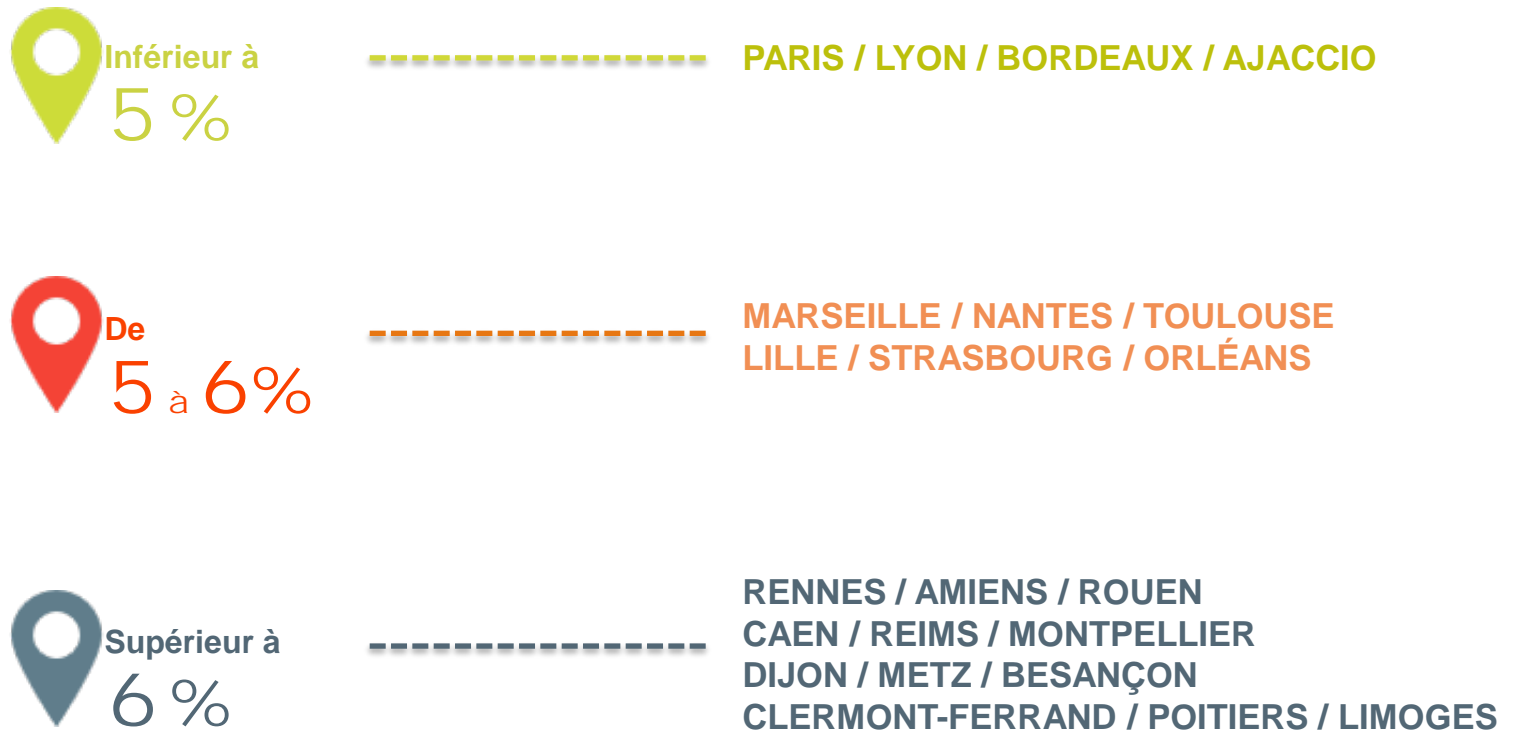 Inférieur à
5 %
PARIS / LYON / BORDEAUX / AJACCIO
De
5 à 6%
MARSEILLE / NANTES / TOULOUSE
LILLE / STRASBOURG / ORLÉANS
Supérieur à
6 %
RENNES / AMIENS / ROUEN
CAEN / REIMS / MONTPELLIER
DIJON / METZ / BESANÇON
CLERMONT-FERRAND / POITIERS / LIMOGES